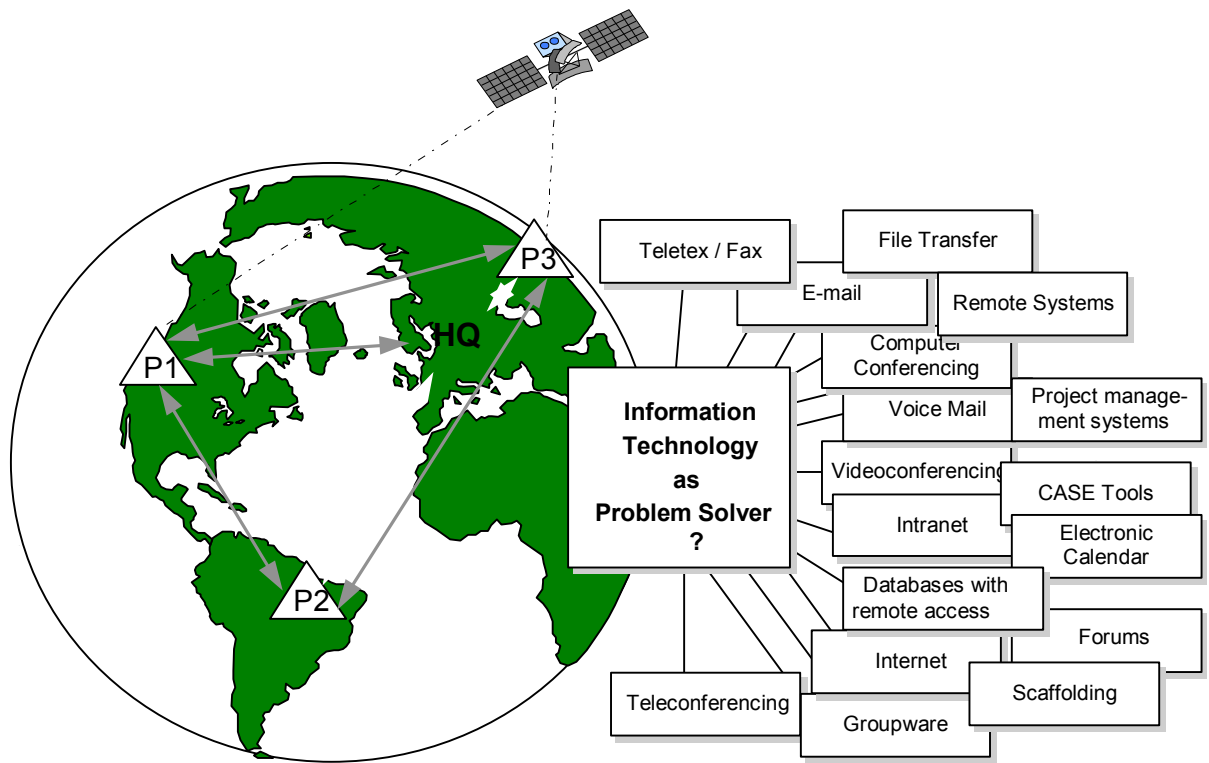 P3
HQ
P1
P2
Information
Technology
as
Problem Solver
?
Teletex / Fax
File Transfer
E-mail
Remote Systems
Computer
Conferencing
Voice Mail
Project manage-
ment systems
Videoconferencing
CASE Tools
Intranet
Electronic
Calendar
Databases with
remote access
Forums
Internet
Scaffolding
Teleconferencing
Groupware